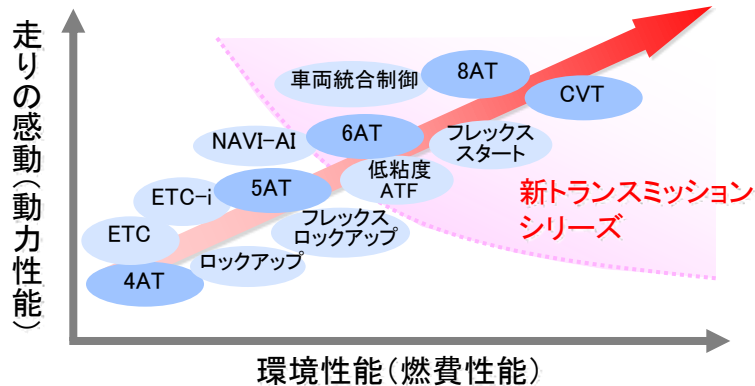 走りの感動(動力性能)
車両統合制御
8AT
CVT
NAVI-AI
6AT
フレックス
スタート
ETC-i
5AT
低粘度
ATF
新トランスミッション
シリーズ
ETC
フレックス
ロックアップ
ロックアップ
4AT
環境性能(燃費性能)